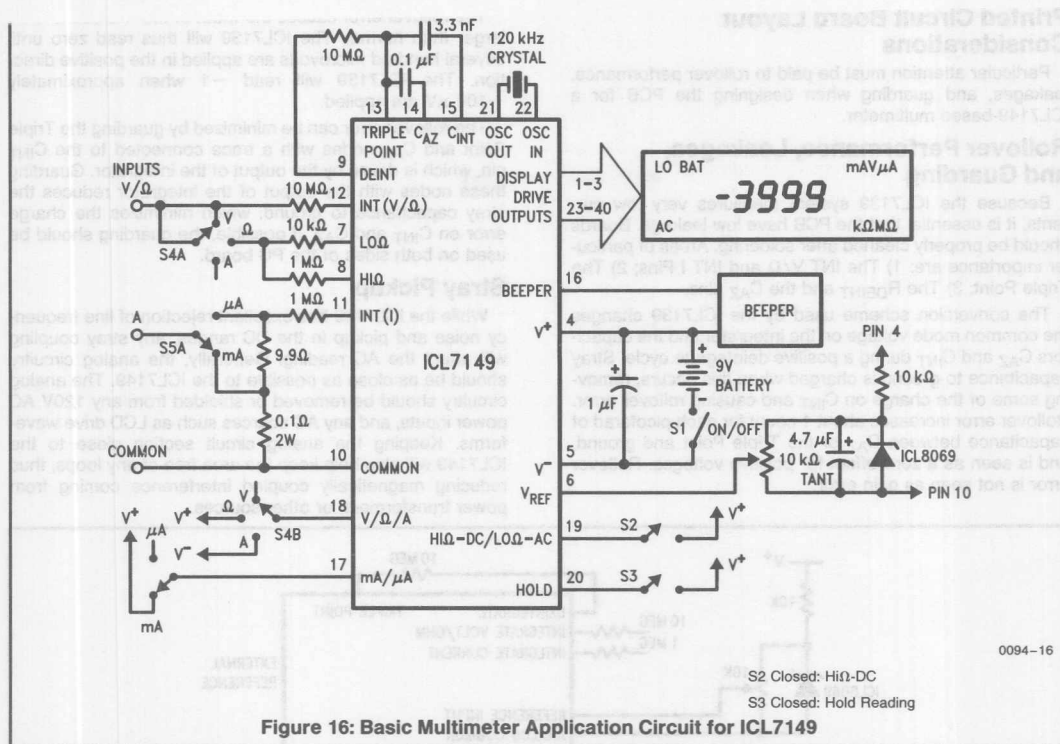 3.3 nF
10 MΩ
0.1 μF
120 kHz
CRYSTAL
13 14 15 21 22
TRIPLE POINT
CAZ
CINT
OSC OUT
OSC IN
INPUTS
V/Ω
9
DEINT
10 MΩ
12
INT (V/Ω)
10 kΩ
7
LOΩ
S4A
Ω
A
1 MΩ
8
HIΩ
1 MΩ
11
INT(I)
μA
A
S5A
mA
9.9Ω
0.1Ω
2W
COMMON
10
COMMON
V
Ω
A
S4B
V+
V−
18
V/Ω/A
V+
μA
mA
17
mA/μA
ICL7149
DISPLAY
DRIVE
OUTPUTS
1–3
23–40
LO BAT
mAVμA
-3999
AC
kΩMΩ
16
BEEPER
BEEPER
4
V+
9V
BATTERY
1 μF
S1
ON/OFF
5
V−
6
VREF
PIN 4
10 kΩ
4.7 μF
10 kΩ
TANT
ICL8069
PIN 10
19
HIΩ–DC/LOΩ–AC
S2
V+
20
HOLD
S3
V+
0094–16
S2 Closed: HiΩ-DC
S3 Closed: Hold Reading
Figure 16: Basic Multimeter Application Circuit for ICL7149